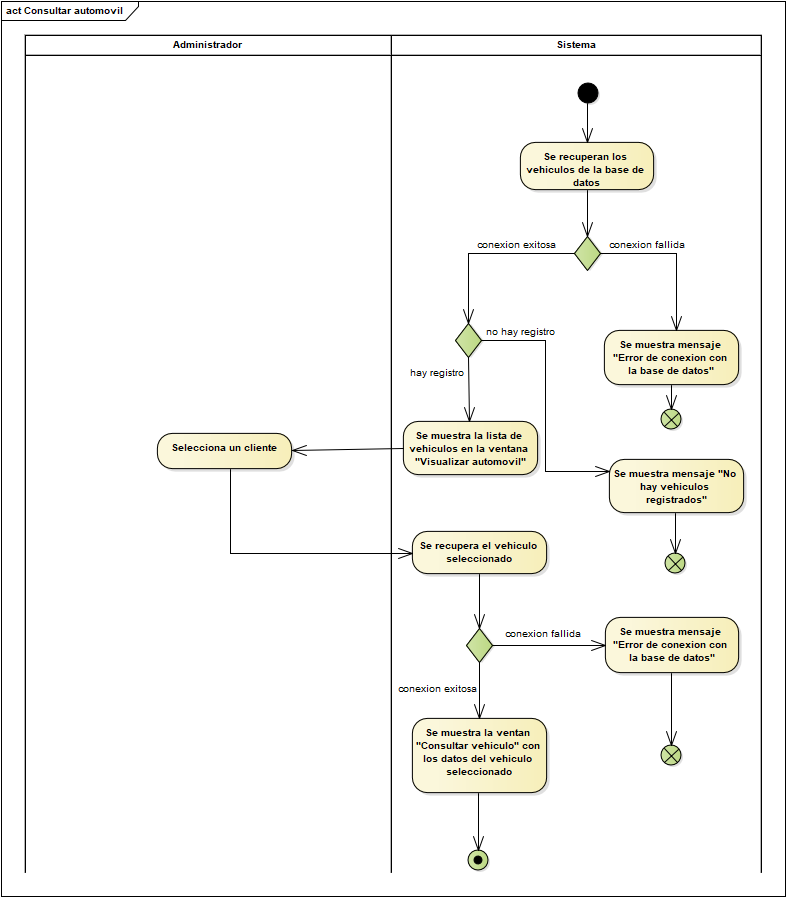 act Consultar automovil
Administrador
Sistema
Se recuperan los
vehiculos de la base de
datos
conexion exitosa
conexion fallida
no hay registro
Se muestra mensaje
"Error de conexion con
la base de datos"
hay registro
Selecciona un cliente
Se muestra la lista de
vehiculos en la ventana
"Visualizar automovil"
Se muestra mensaje "No
hay vehiculos
registrados"
Se recupera el vehiculo
seleccionado
conexion fallida
Se muestra mensaje
"Error de conexion con
la base de datos"
conexion exitosa
Se muestra la ventan
"Consultar vehiculo" con
los datos del vehiculo
seleccionado